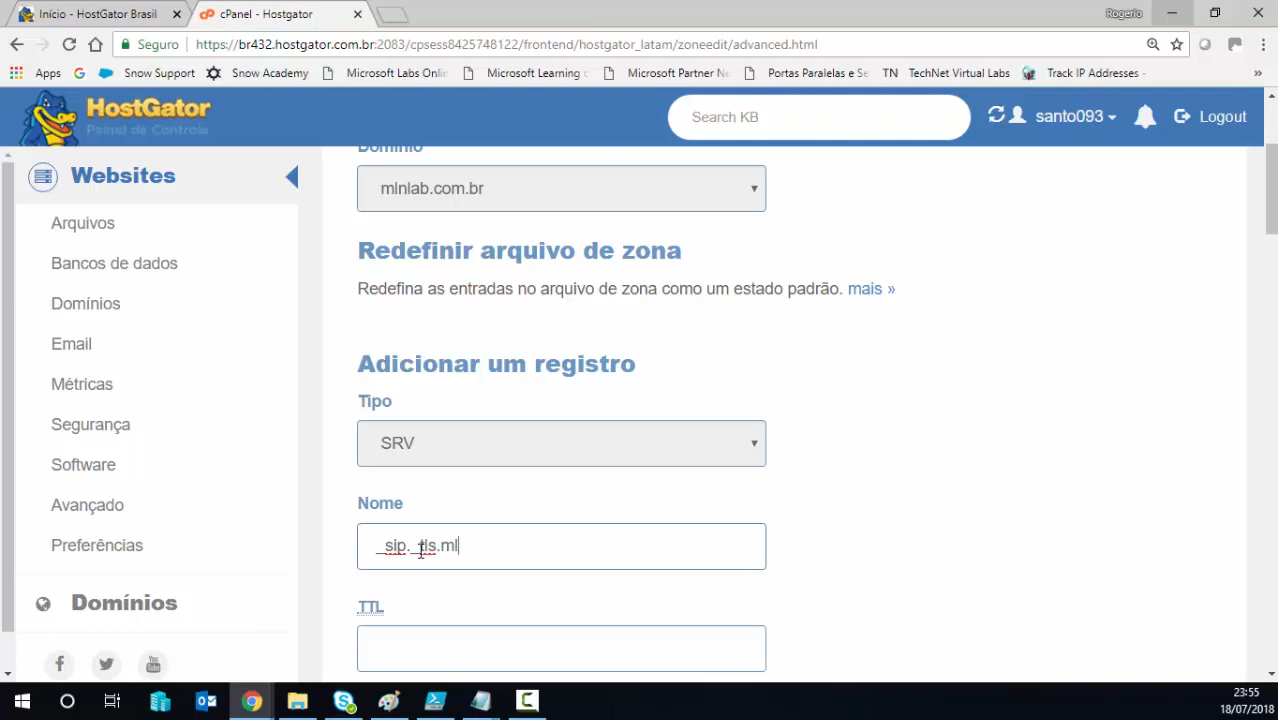 Início - HostGator Brasil
cPanel - Hostgator
Rogerio
Seguro
https://br432.hostgator.com.br:2083/cpsess8425748122/frontend/hostgator_latam/zoneedit/advanced.html
Apps
G
Snow Support
Snow Academy
Microsoft Labs Onlin
Microsoft Learning
Microsoft Partner Ne
Portas Paralelas e Se
TN TechNet Virtual Labs
Track IP Addresses -
»
HostGator
Painel de Controle
Search KB
santo093
Logout
Websites
Arquivos
Bancos de dados
Domínios
Email
Métricas
Segurança
Software
Avançado
Preferências
Domínios
Domínio
mlnlab.com.br
Redefinir arquivo de zona
Redefina as entradas no arquivo de zona como um estado padrão. mais »
Adicionar um registro
Tipo
SRV
Nome
_sip._tls.ml
TTL
23:55
18/07/2018